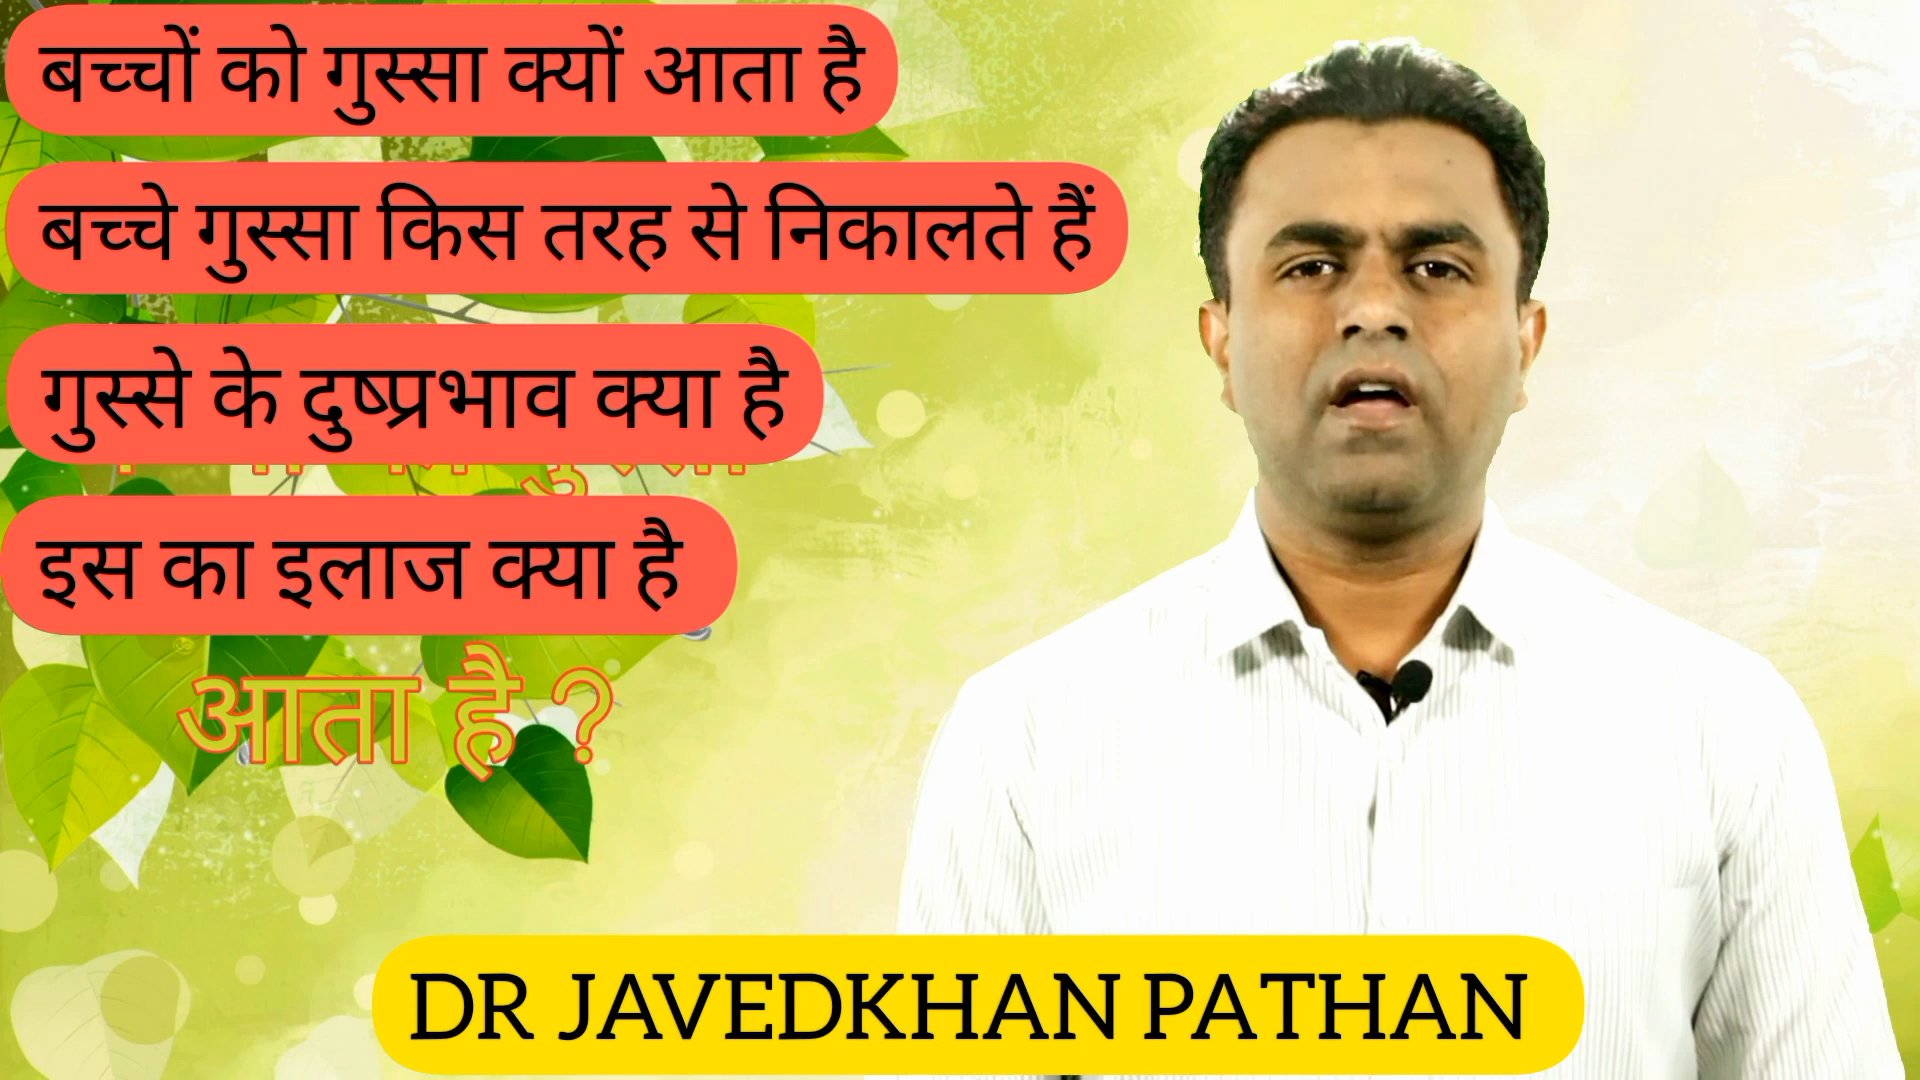 बच्चों को गुस्सा क्यों आता है
बच्चे गुस्सा किस तरह से निकालते हैं
गुस्से के दुष्प्रभाव क्या है
इस का इलाज क्या है
आता है ?
DR JAVEDKHAN PATHAN